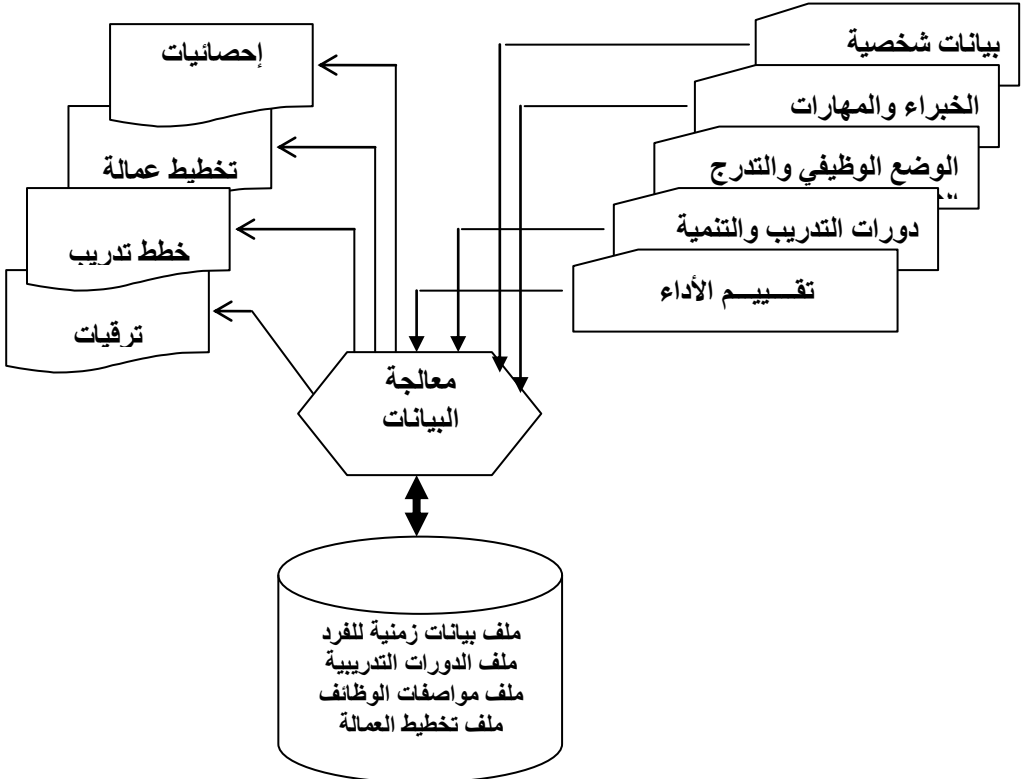 بيانات شخصية
الخبراء والمهارات
الوضع الوظيفي والتدرج
دورات التدريب والتنمية
تقــــييــــم الأداء
إحصائيات
تخطيط عمالة
خطط تدريب
ترقيات
معالجة
البيانات
ملف بيانات زمنية للفرد
ملف الدورات التدريبية
ملف مواصفات الوظائف
ملف تخطيط العمالة